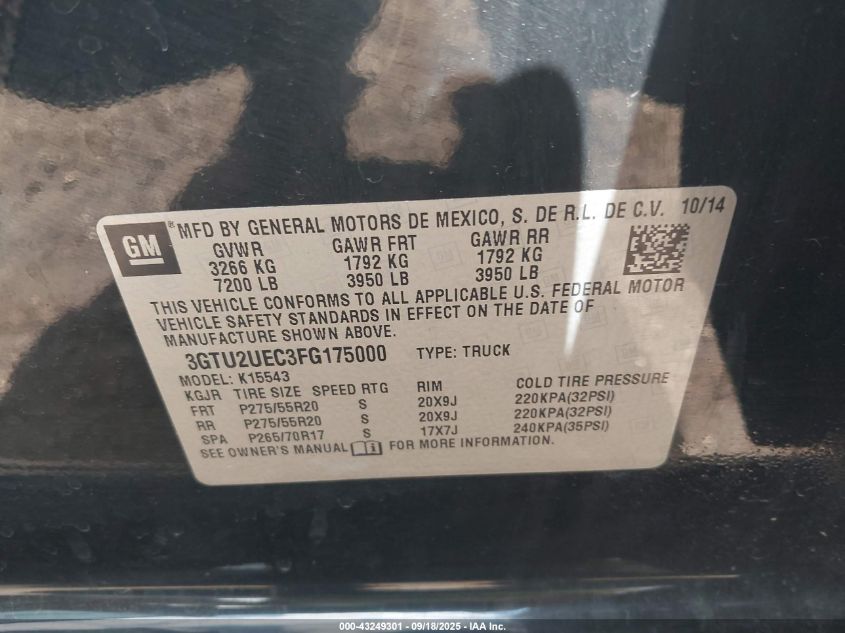 GM ® MFD BY GENERAL MOTORS DE MEXICO, S. DE R.L. DE C.V. 10/14
GVWR GAWR FRT GAWR RR
3266 KG 1792 KG 1792 KG
7200 LB 3950 LB 3950 LB
THIS VEHICLE CONFORMS TO ALL APPLICABLE U.S. FEDERAL MOTOR
VEHICLE SAFETY STANDARDS IN EFFECT ON THE DATE OF
MANUFACTURE SHOWN ABOVE.
3GTU2UEC3FG175000 TYPE: TRUCK
MODEL: K15543
KGJR TIRE SIZE SPEED RTG RIM COLD TIRE PRESSURE
FRT P275/55R20 S 20X9J 220KPA(32PSI)
RR P275/55R20 S 20X9J 220KPA(32PSI)
SPA P265/70R17 S 17X7J 240KPA(35PSI)
SEE OWNER'S MANUAL FOR MORE INFORMATION.
000-43249301 - 09/18/2025 - IAA Inc.